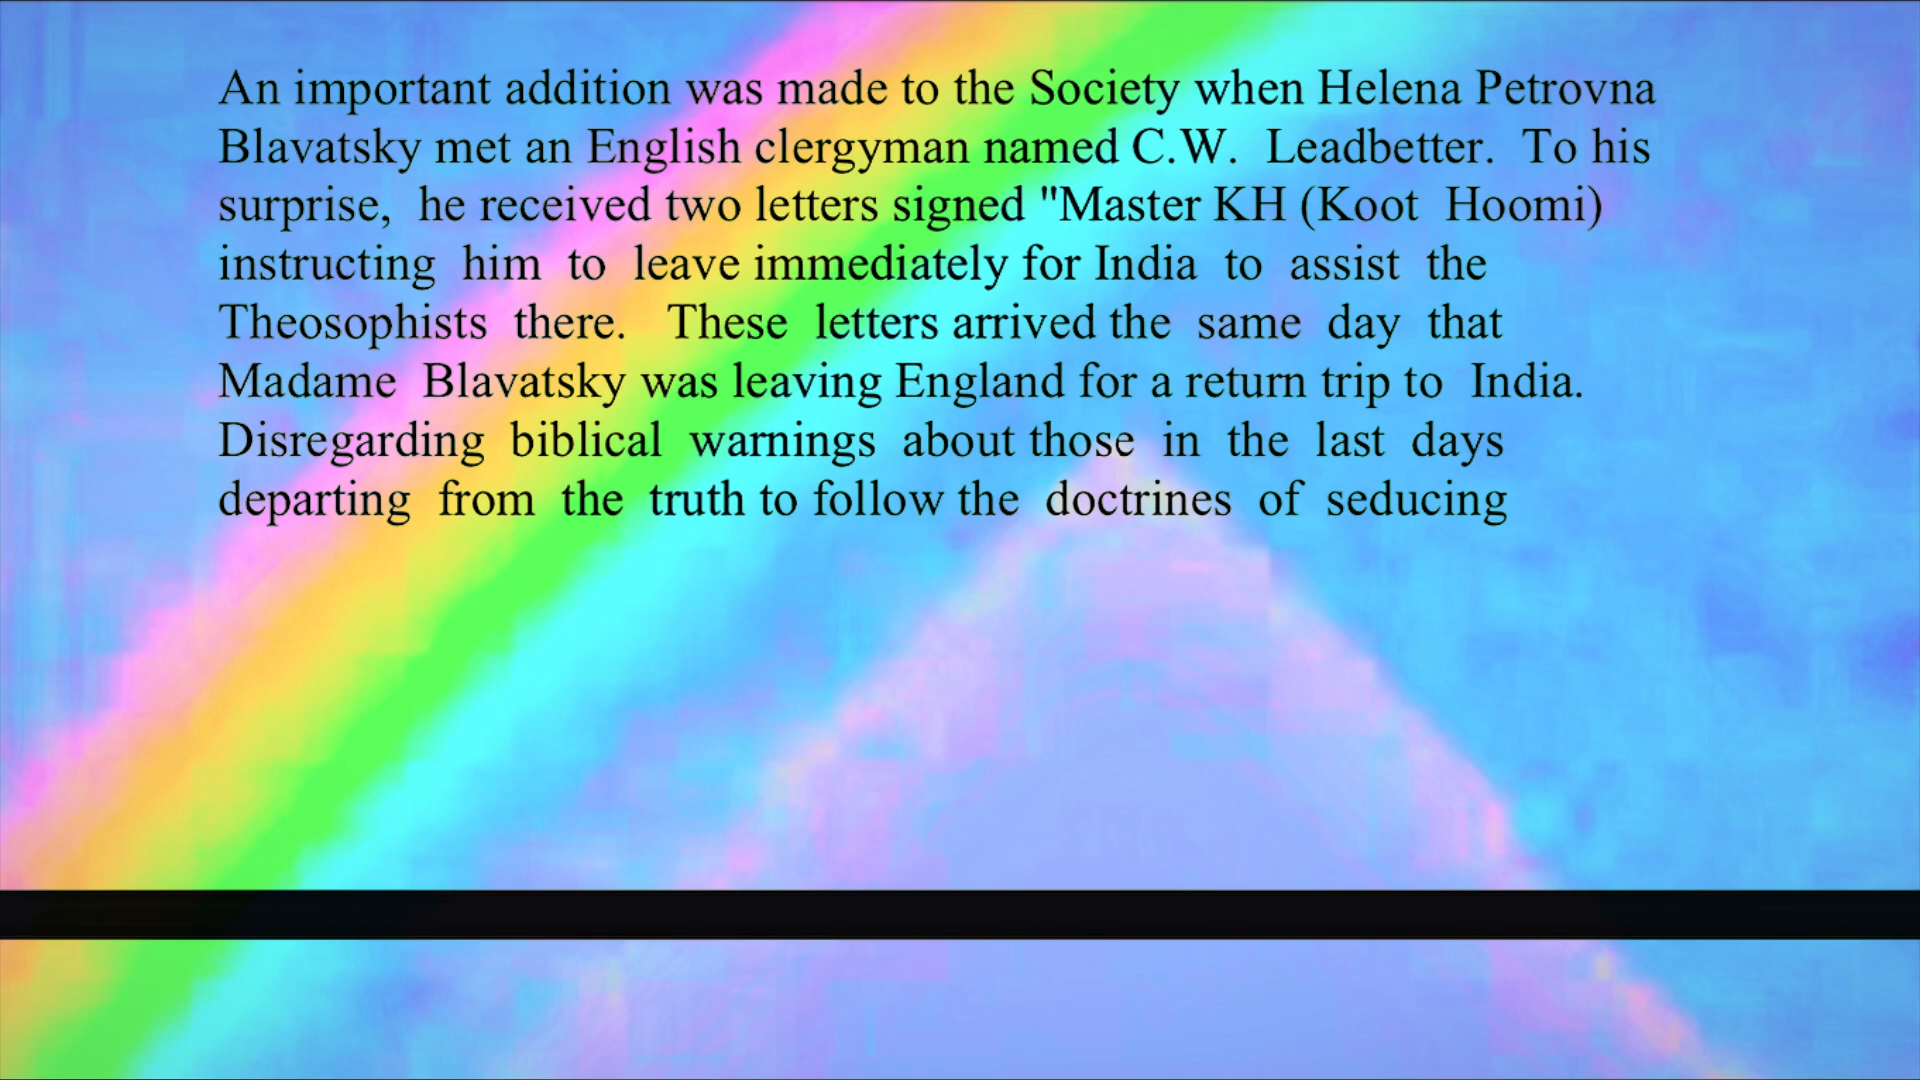 An important addition was made to the Society when Helena Petrovna
Blavatsky met an English clergyman named C.W. Leadbetter. To his
surprise, he received two letters signed "Master KH (Koot Hoomi)
instructing him to leave immediately for India to assist the
Theosophists there. These letters arrived the same day that
Madame Blavatsky was leaving England for a return trip to India.
Disregarding biblical warnings about those in the last days
departing from the truth to follow the doctrines of seducing